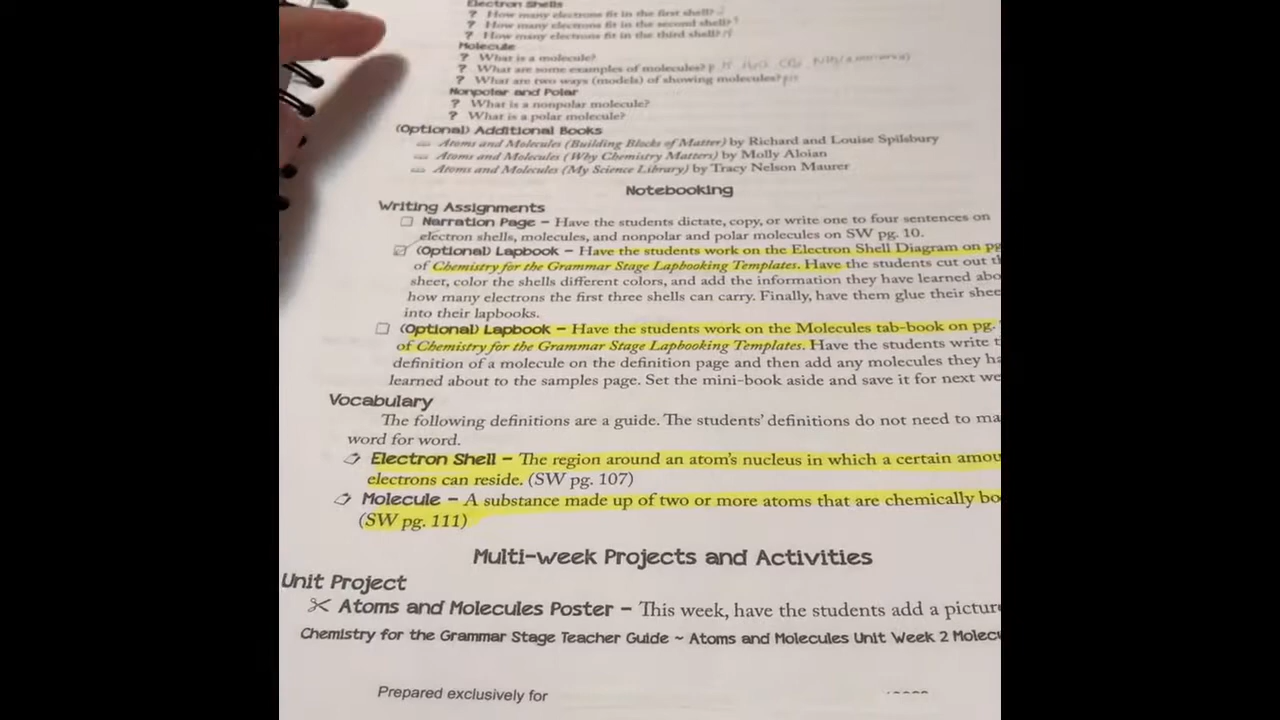 Electron Shells
? How many electrons fit in the first shell?
? How many electrons fit in the second shell?
? How many electrons fit in the third shell?
Molecule
? What is a molecule?
? What are some examples of molecules?
? What are two ways (models) of showing molecules?
Nonpolar and Polar
? What is a nonpolar molecule?
? What is a polar molecule?
(Optional) Additional Books
Atoms and Molecules (Building Blocks of Matter) by Richard and Louise Spilsbury
Atoms and Molecules (Why Chemistry Matters) by Molly Aloian
Atoms and Molecules (My Science Library) by Tracy Nelson Maurer
Notebooking
Writing Assignments
Narration Page – Have the students dictate, copy, or write one to four sentences on
electron shells, molecules, and nonpolar and polar molecules on SW pg. 10.
(Optional) Lapbook – Have the students work on the Electron Shell Diagram on pg
of Chemistry for the Grammar Stage Lapbooking Templates. Have the students cut out th
sheet, color the shells different colors, and add the information they have learned abo
how many electrons the first three shells can carry. Finally, have them glue their shee
into their lapbooks.
(Optional) Lapbook – Have the students work on the Molecules tab-book on pg.
of Chemistry for the Grammar Stage Lapbooking Templates. Have the students write t
definition of a molecule on the definition page and then add any molecules they ha
learned about to the samples page. Set the mini-book aside and save it for next we
Vocabulary
The following definitions are a guide. The students' definitions do not need to ma
word for word.
Electron Shell – The region around an atom's nucleus in which a certain amou
electrons can reside. (SW pg. 107)
Molecule – A substance made up of two or more atoms that are chemically bo
(SW pg. 111)
Multi-week Projects and Activities
Unit Project
Atoms and Molecules Poster – This week, have the students add a picture
Chemistry for the Grammar Stage Teacher Guide ~ Atoms and Molecules Unit Week 2 Molecu
Prepared exclusively for